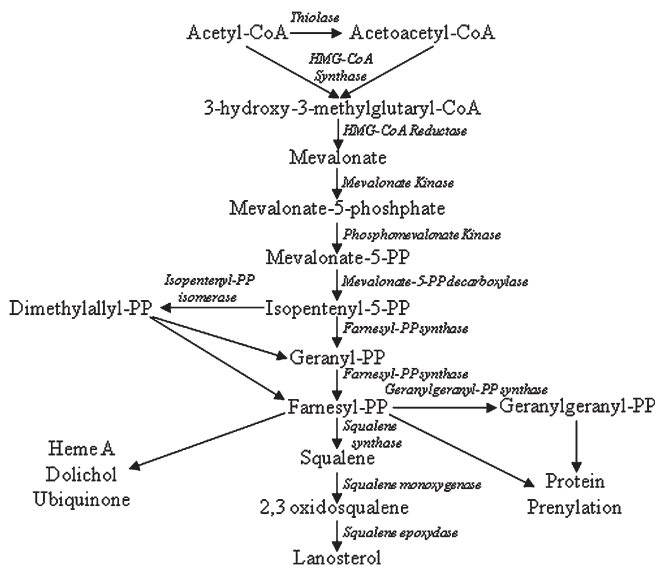 Thiolase
Acetyl-CoA
Acetoacetyl-CoA
HMG-CoA
Synthase
3-hydroxy-3-methylglutaryl-CoA
HMG-CoA Reductase
Mevalonate
Mevalonate Kinase
Mevalonate-5-phoshphate
Phosphomevalonate Kinase
Mevalonate-5-PP
Mevalonate-5-PP decarboxylase
Isopentenyl-PP
isomerase
Dimethylallyl-PP
Isopentenyl-5-PP
Farnesyl-PP synthase
Geranyl-PP
Farnesyl-PP synthase
Geranylgeranyl-PP synthase
Farnesyl-PP
Geranylgeranyl-PP
Squalene
synthase
Heme A
Dolichol
Ubiquinone
Squalene
Protein
Prenylation
Squalene monoxygenase
2,3 oxidosqualene
Squalene epoxydase
Lanosterol